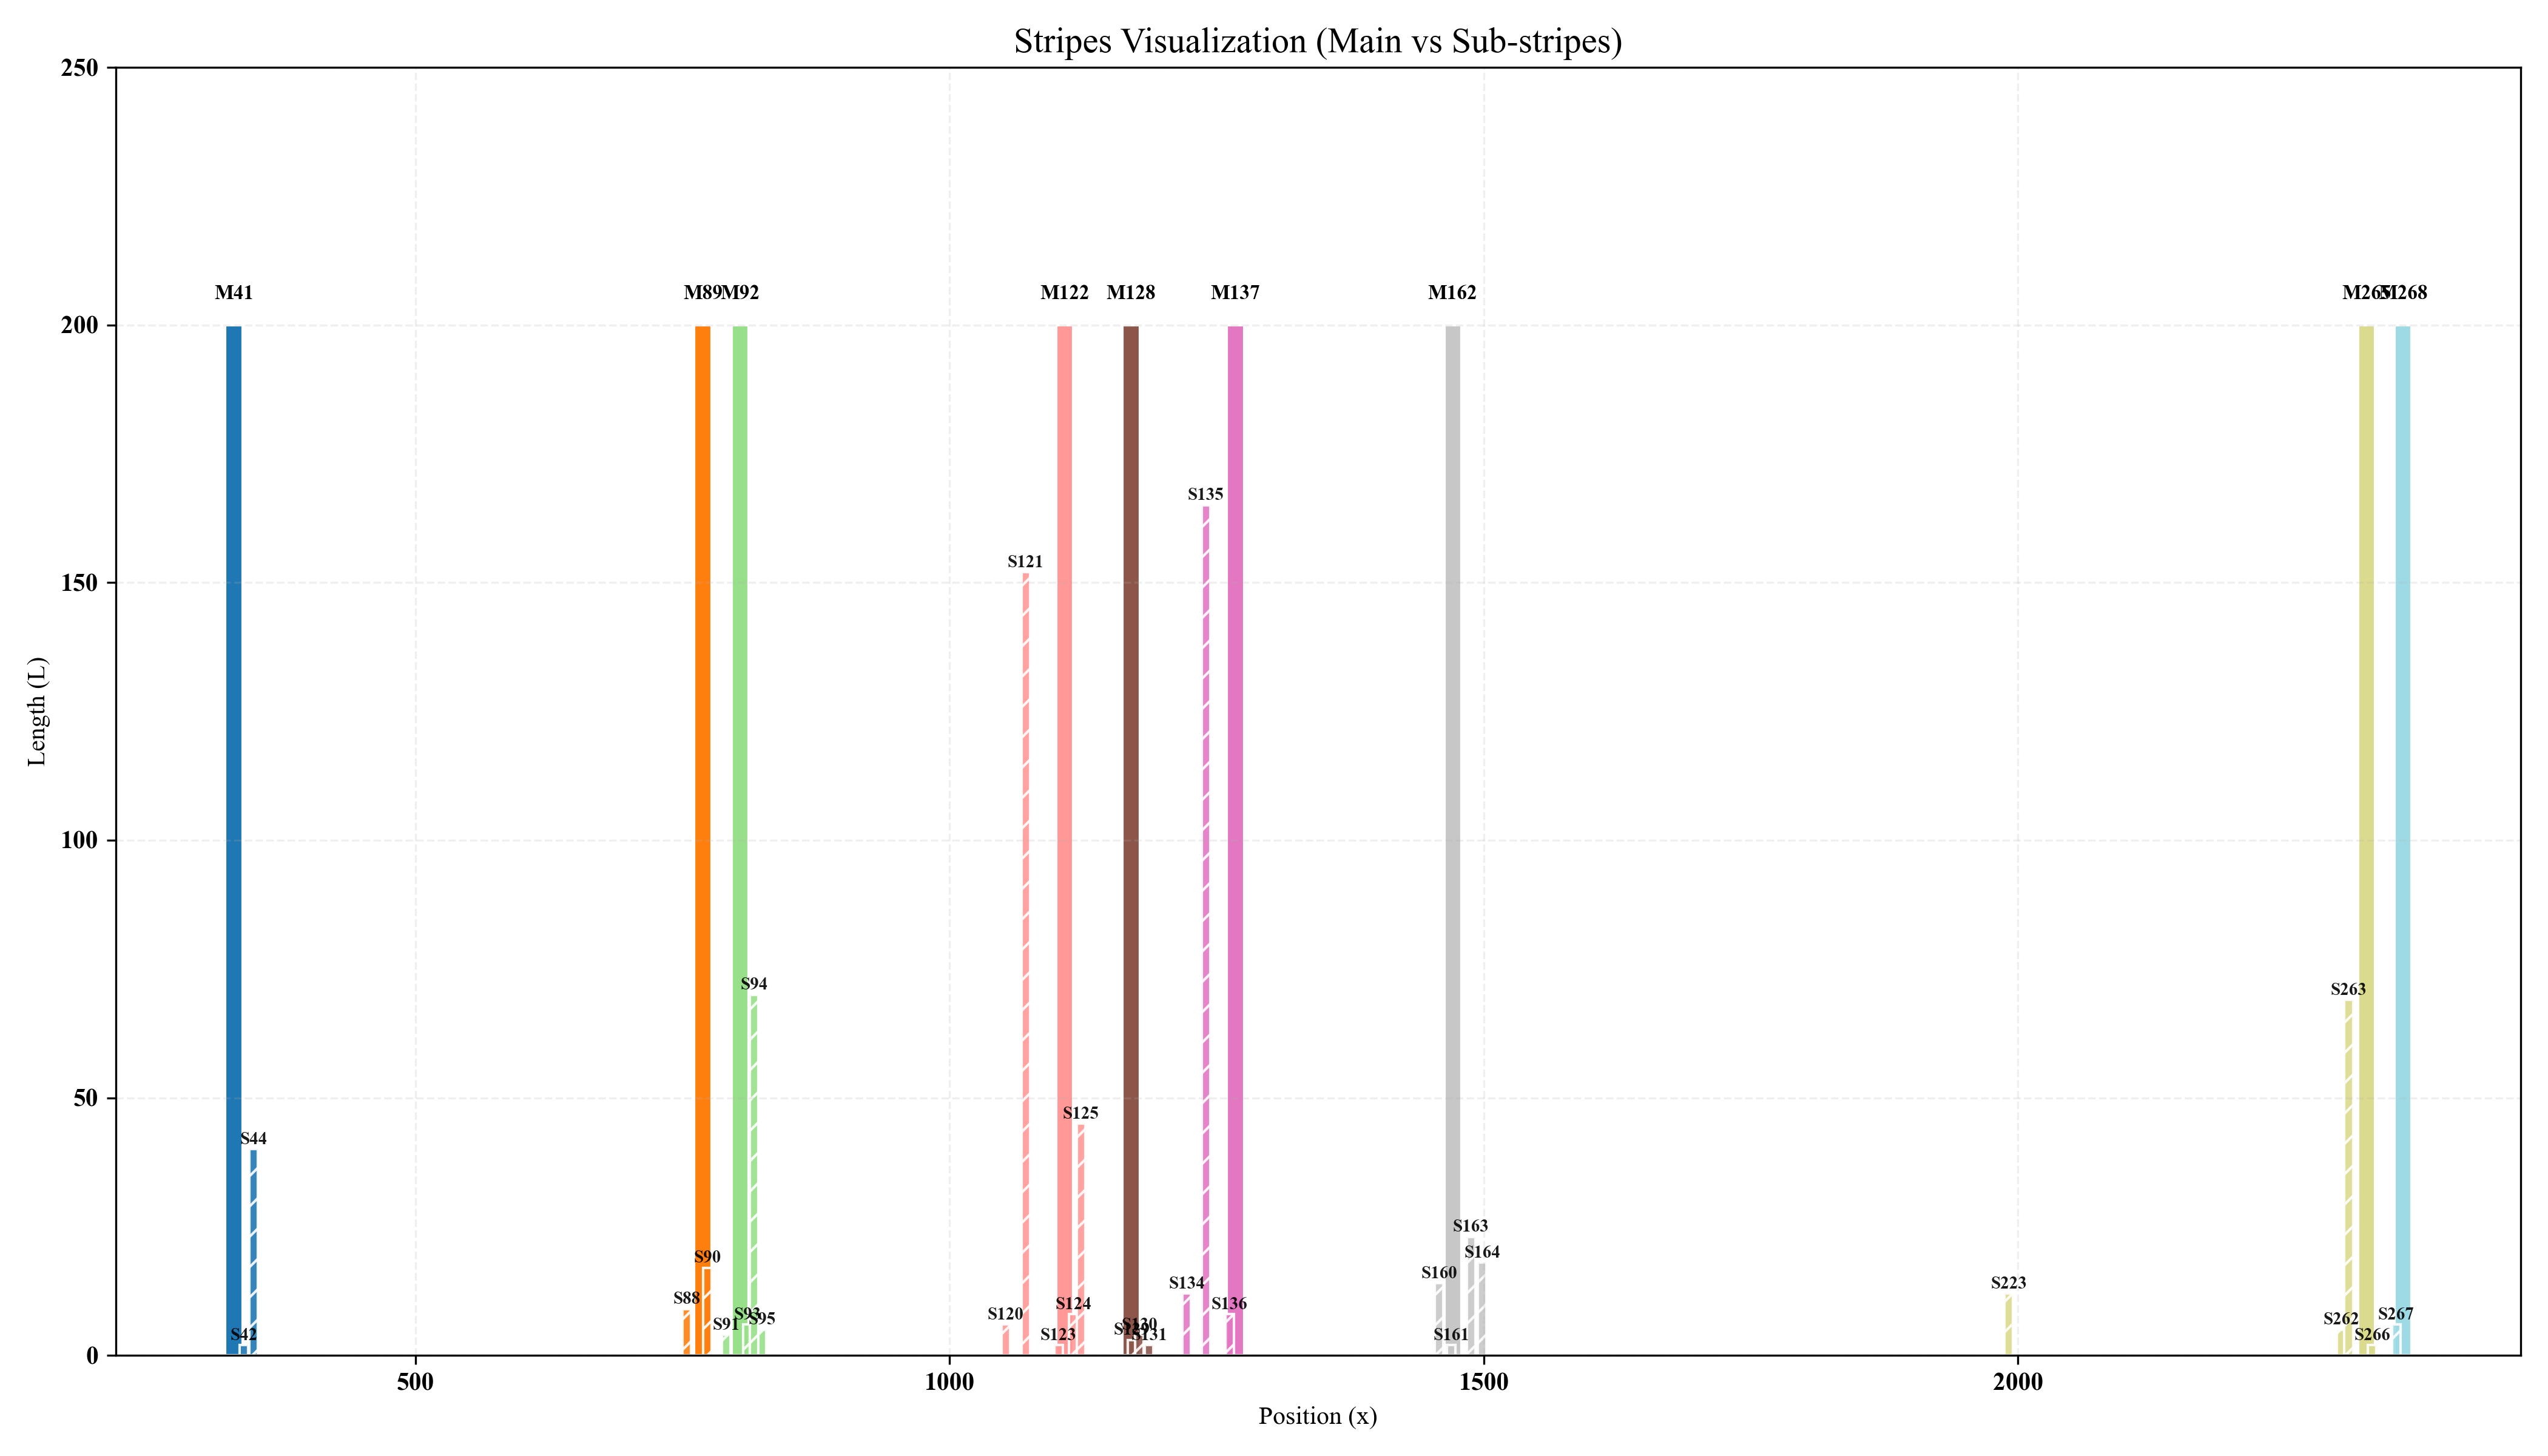 Stripes Visualization (Main vs Sub-stripes)
250
200
150
100
50
0
Length (L)
M41
M89
M92
M122
M128
M137
M162
M265
M268
S135
S121
S94
S263
S125
S44
S163
S164
S90
S160
S134
S223
S88
S124
S136
S120
S93
S267
S95
S91
S262
S130
S129
S131
S42
S123
S161
S266
500
1000
1500
2000
Position (x)